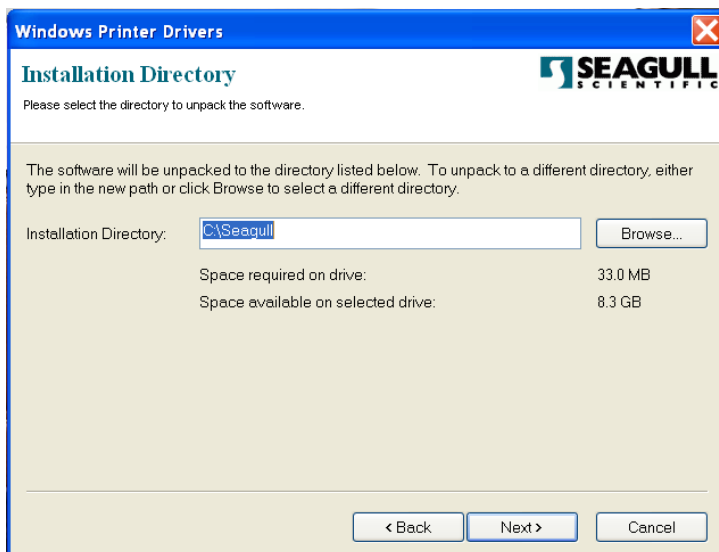 Windows Printer Drivers
Installation Directory
SEAGULL
SCIENTIFIC
Please select the directory to unpack the software.
The software will be unpacked to the directory listed below. To unpack to a different directory, either
type in the new path or click Browse to select a different directory.
Installation Directory: C:\Seagull Browse...
Space required on drive: 33.0 MB
Space available on selected drive: 8.3 GB
< Back Next > Cancel